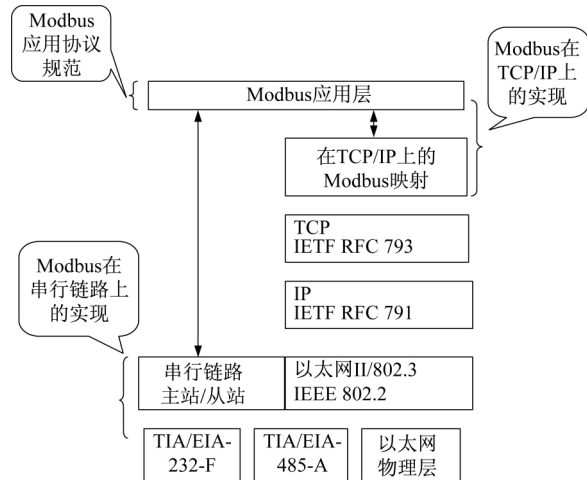 Modbus
应用协议
规范
Modbus在
TCP/IP上
的实现
Modbus应用层
在TCP/IP上的
Modbus映射
TCP
IETF RFC 793
Modbus在
串行链路上
的实现
IP
IETF RFC 791
串行链路
主站/从站
以太网II/802.3
IEEE 802.2
TIA/EIA-
232-F
TIA/EIA-
485-A
以太网
物理层